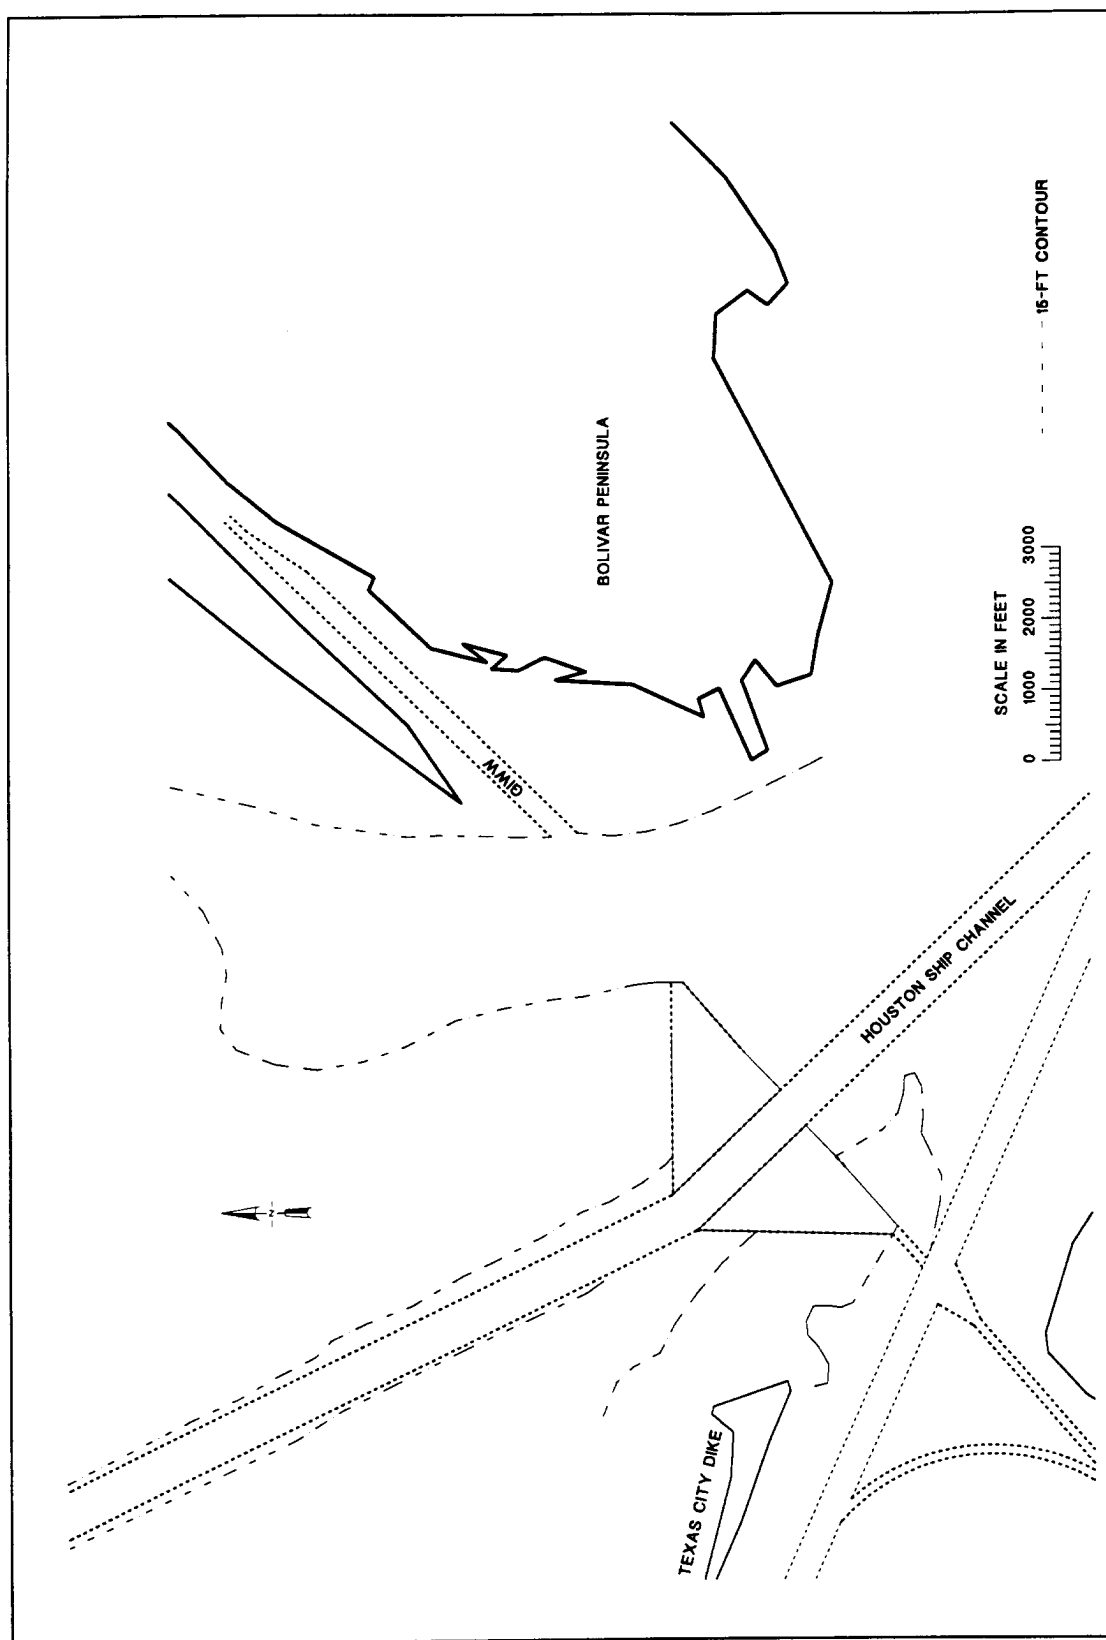 BOLIVAR PENINSULA
GIWW
15-FT CONTOUR
SCALE IN FEET
0 1000 2000 3000
HOUSTON SHIP CHANNEL
N
TEXAS CITY DIKE